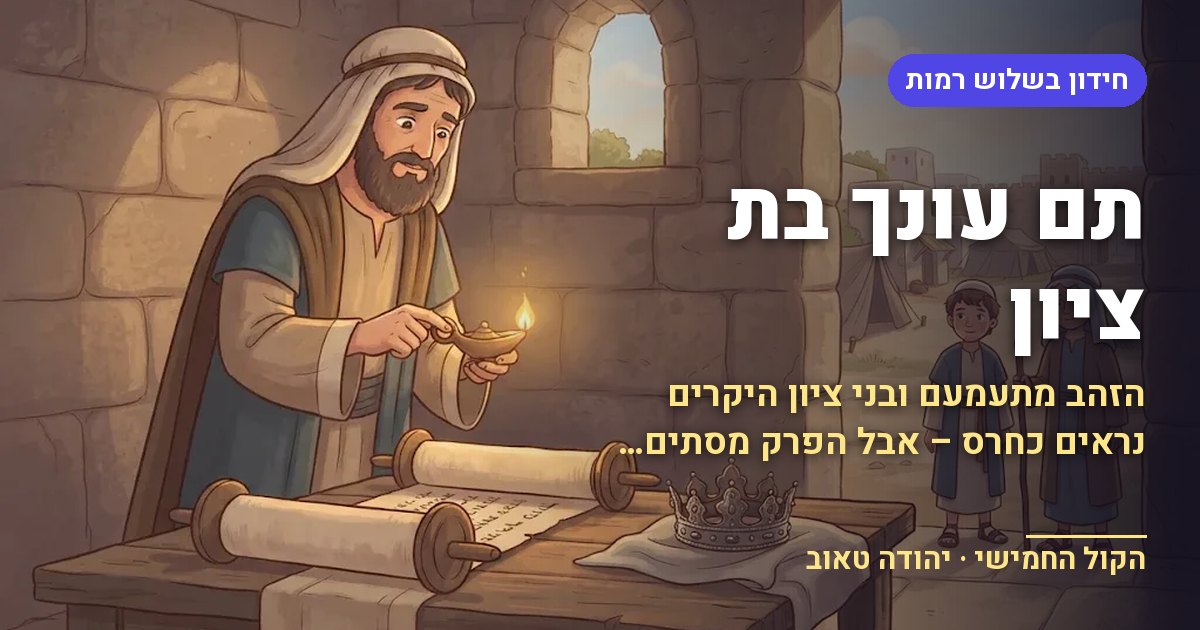 חידון בשלוש רמות
תם עונך בת
ציון
הזהב מתעמעם ובני ציון היקרים
נראים כחרס – אבל הפרק מסתים...
הקול החמישי · יהודה טאוב